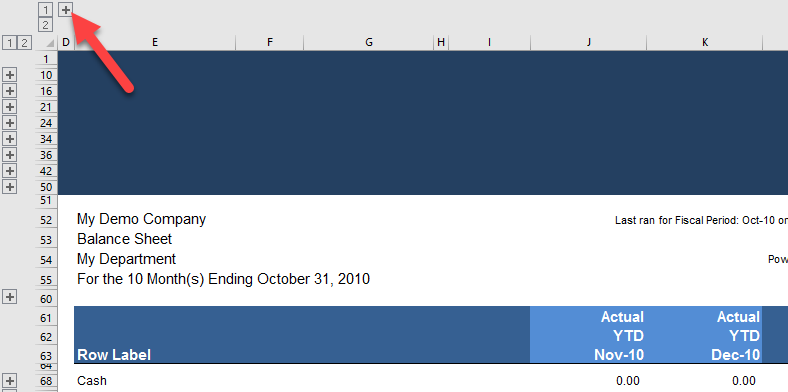 1 +
2
1 2 D E F G H I J K
1
+ 10
+ 16
+ 21
+ 24
+ 34
+ 36
+ 42
+ 50
51
52 My Demo Company Last ran for Fiscal Period: Oct-10 on
53 Balance Sheet
54 My Department Pow
55 For the 10 Month(s) Ending October 31, 2010
+ 60
61 Actual Actual
62 YTD YTD
63 Row Label Nov-10 Dec-10
64
+ 68 Cash 0.00 0.00